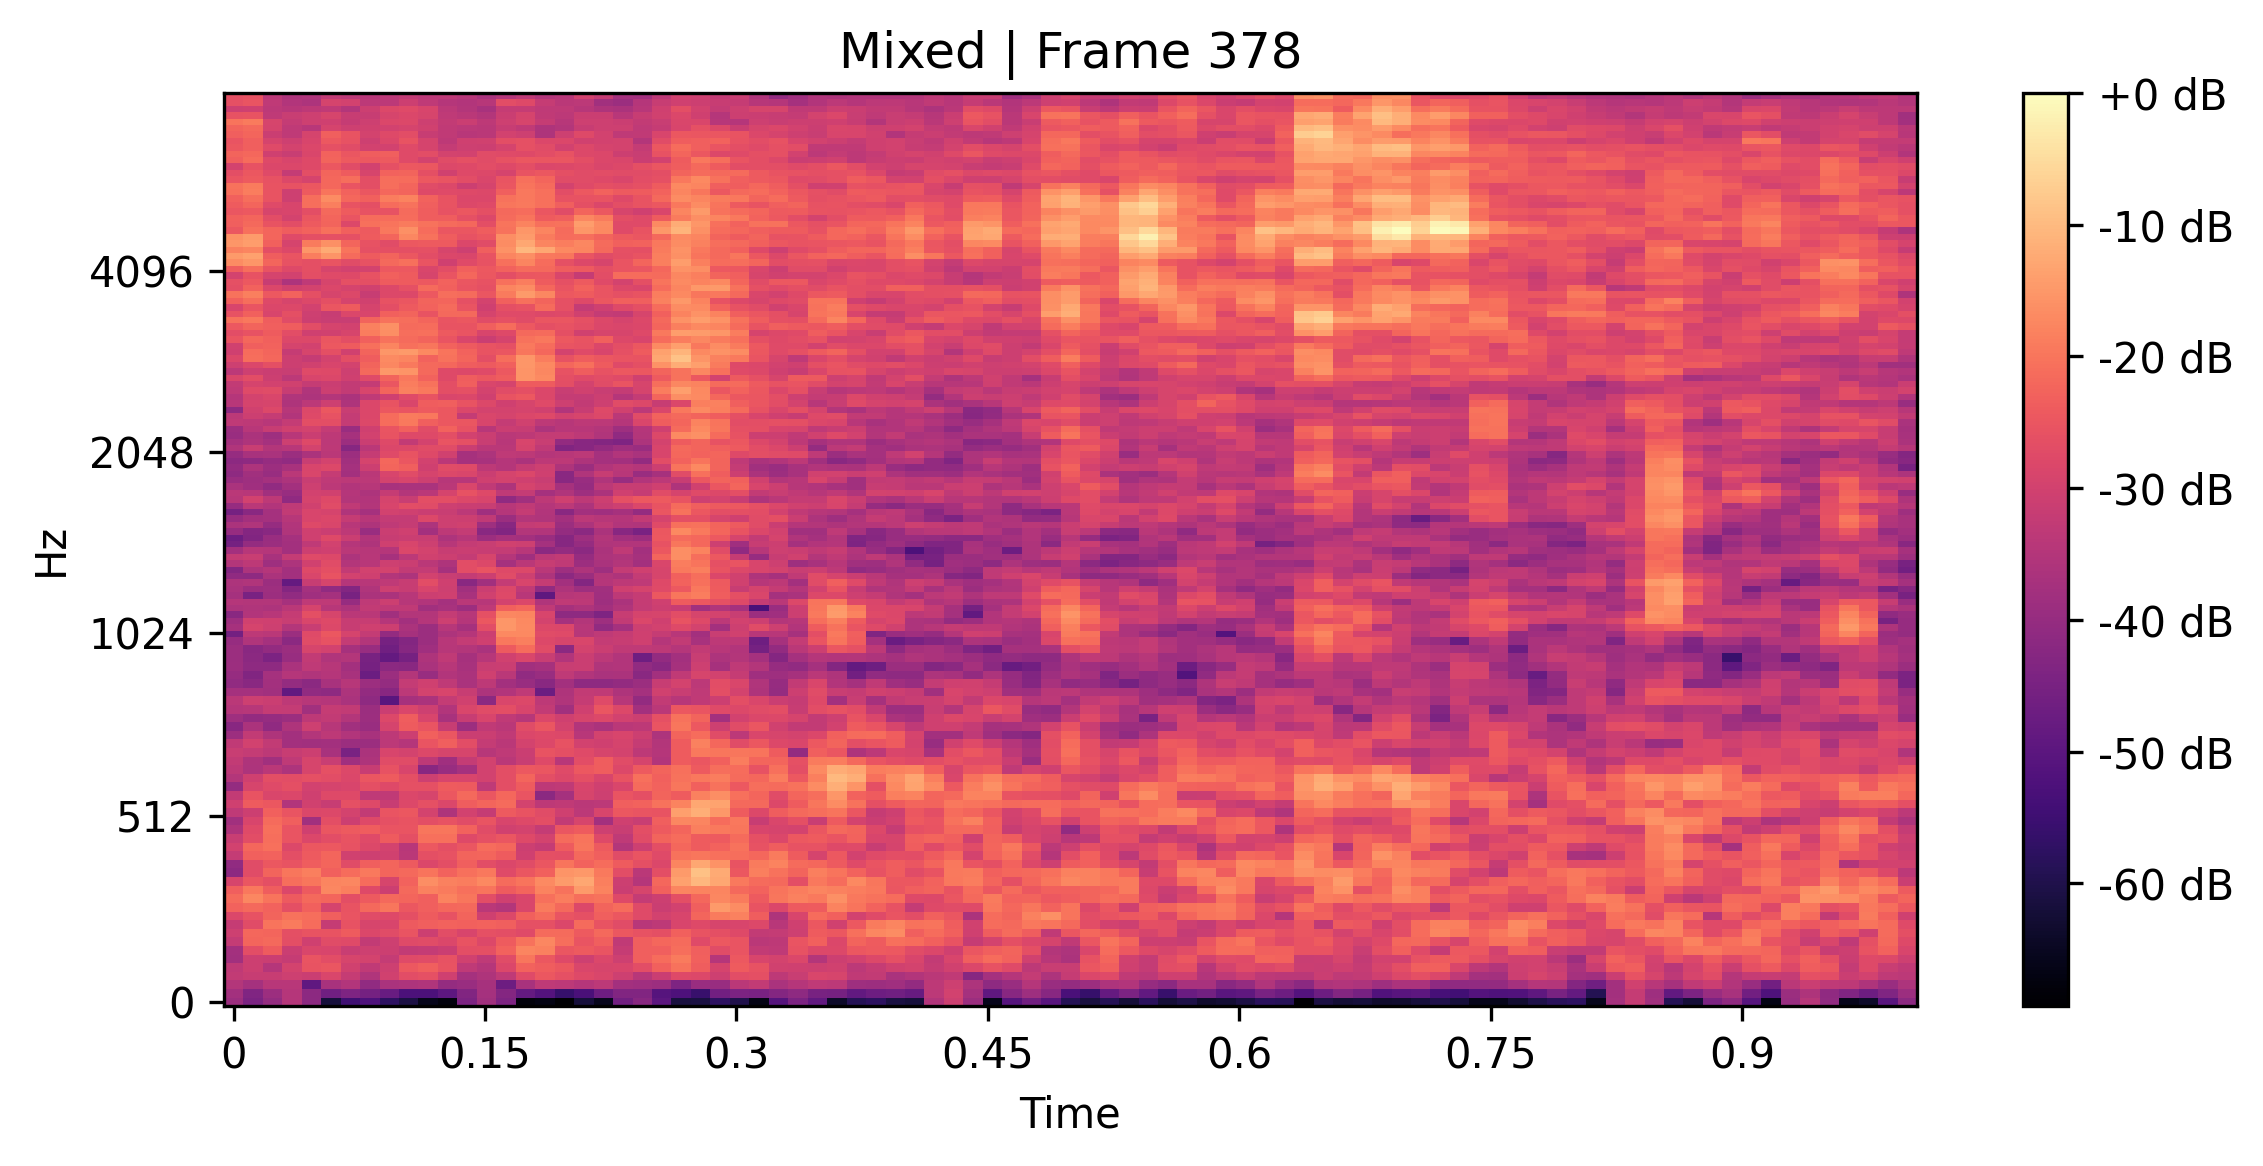 Mixed | Frame 378
+0 dB
-10 dB
-20 dB
-30 dB
-40 dB
-50 dB
-60 dB
Hz
4096
2048
1024
512
0
0 0.15 0.3 0.45 0.6 0.75 0.9
Time